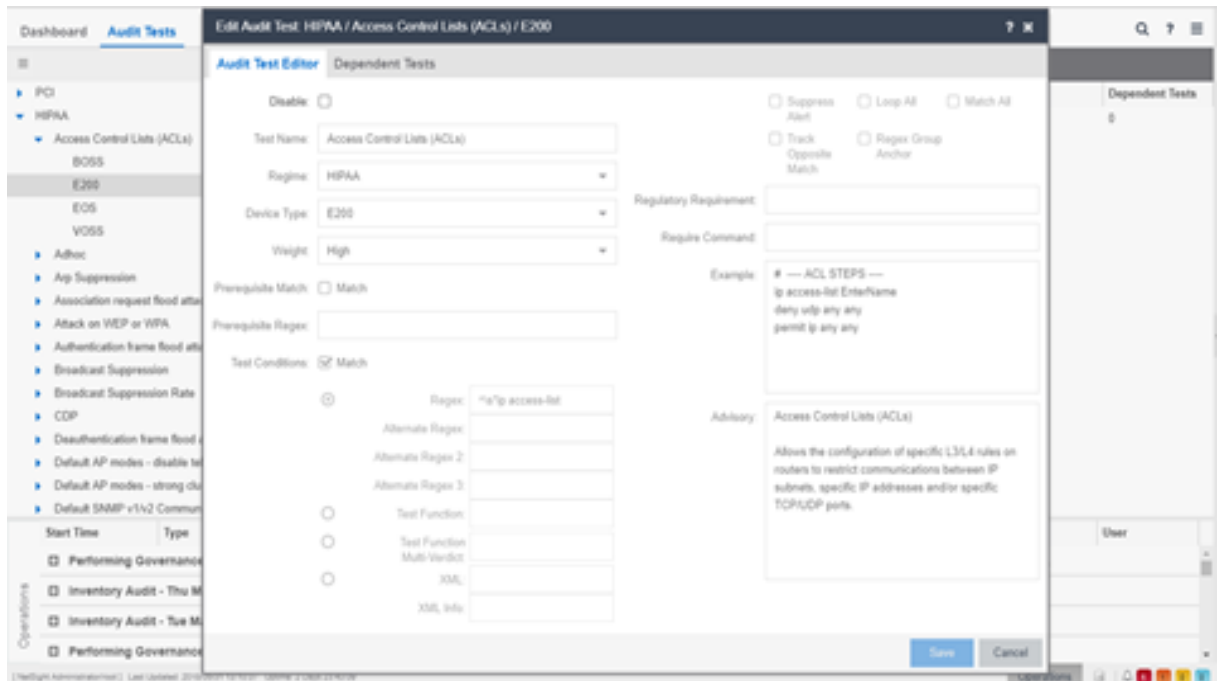 Dashboard Audit Tests
Edit Audit Test: HIPAA / Access Control Lists (ACLs) / E200
? ✖
?
Audit Test Editor Dependent Tests
PCI
HIPAA
Access Control Lists (ACLs)
BOSS
E200
EOS
VOSS
Adhoc
Arp Suppression
Association request flood attac
Attack on WEP or WPA
Authentication frame flood atta
Broadcast Suppression
Broadcast Suppression Rate
CDP
Deauthentication frame flood a
Default AP modes - disable tel
Default AP modes - strong clu
Default SNMP v1/v2 Commun
Disable:
Test Name: Access Control Lists (ACLs)
Regime: HIPAA
Device Type: E200
Weight: High
Prerequisite Match: Match
Prerequisite Regex:
Test Conditions: Match
Regex: ^\s*ip access-list
Alternate Regex:
Alternate Regex 2:
Alternate Regex 3:
Test Function:
Test Function Multi-Verdict:
XML:
XML Info:
Suppress Alert
Loop All
Match All
Track Opposite Match
Regex Group Anchor
Regulatory Requirement:
Require Command:
Example:
# ---- ACL STEPS ----
ip access-list EnterName
deny udp any any
permit ip any any
Advisory:
Access Control Lists (ACLs)
Allows the configuration of specific L3/L4 rules on
routers to restrict communications between IP
subnets, specific IP addresses and/or specific
TCP/UDP ports.
Save Cancel
Dependent Tests
0
Operations
Start Time Type User
Performing Governance
Inventory Audit - Thu M
Inventory Audit - Tue M
Performing Governance
Operations